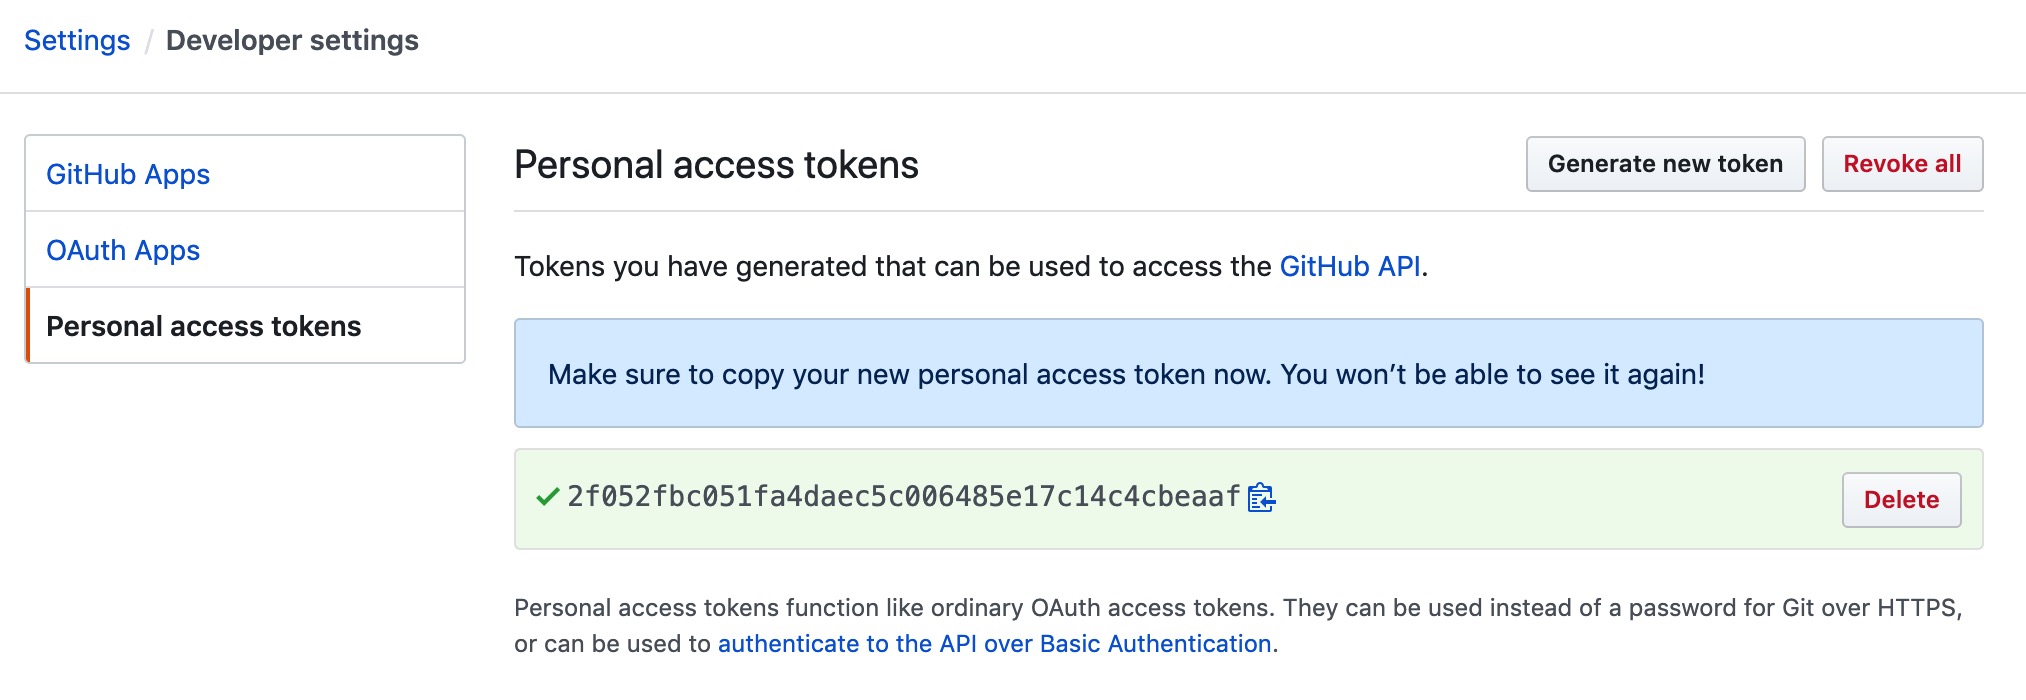 Settings / Developer settings
GitHub Apps
OAuth Apps
Personal access tokens
Personal access tokens
Generate new token
Revoke all
Tokens you have generated that can be used to access the GitHub API.
Make sure to copy your new personal access token now. You won’t be able to see it again!
2f052fbc051fa4daec5c006485e17c14c4cbeaaf
Delete
Personal access tokens function like ordinary OAuth access tokens. They can be used instead of a password for Git over HTTPS,
or can be used to authenticate to the API over Basic Authentication.